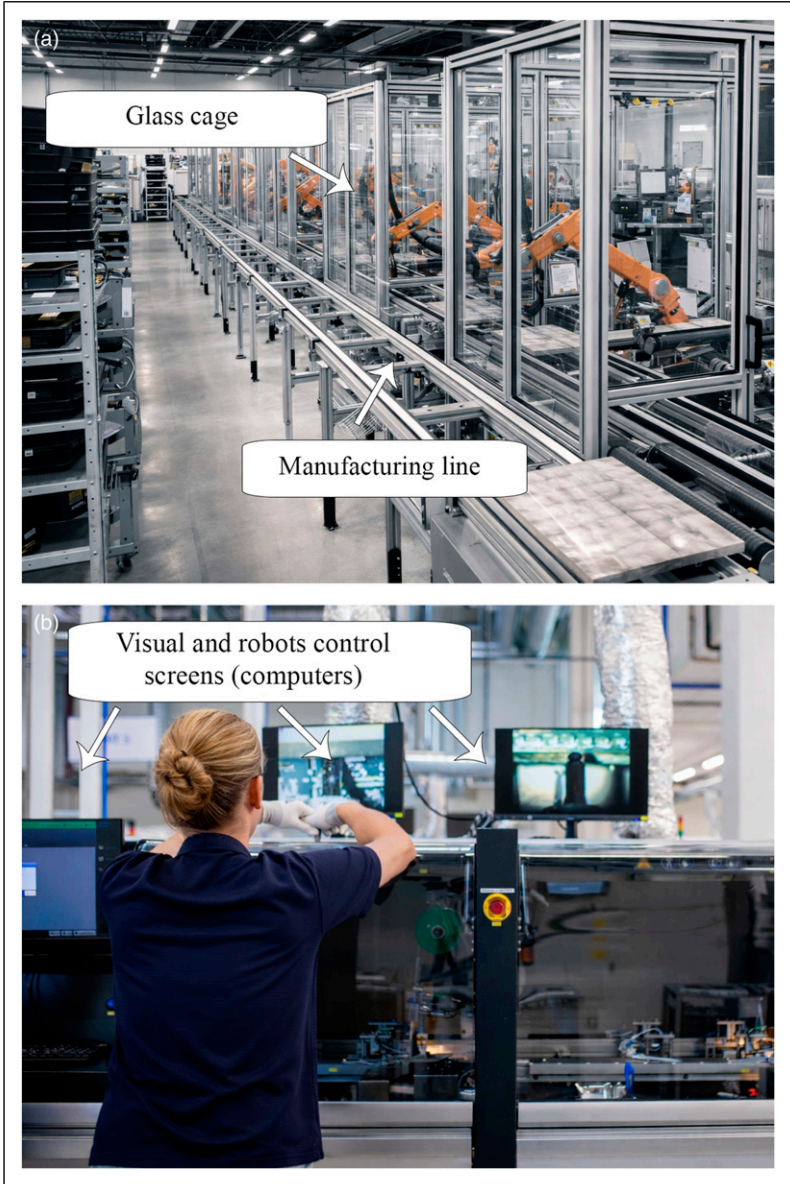 (a)
Glass cage
Manufacturing line
(b)
Visual and robots control
screens (computers)